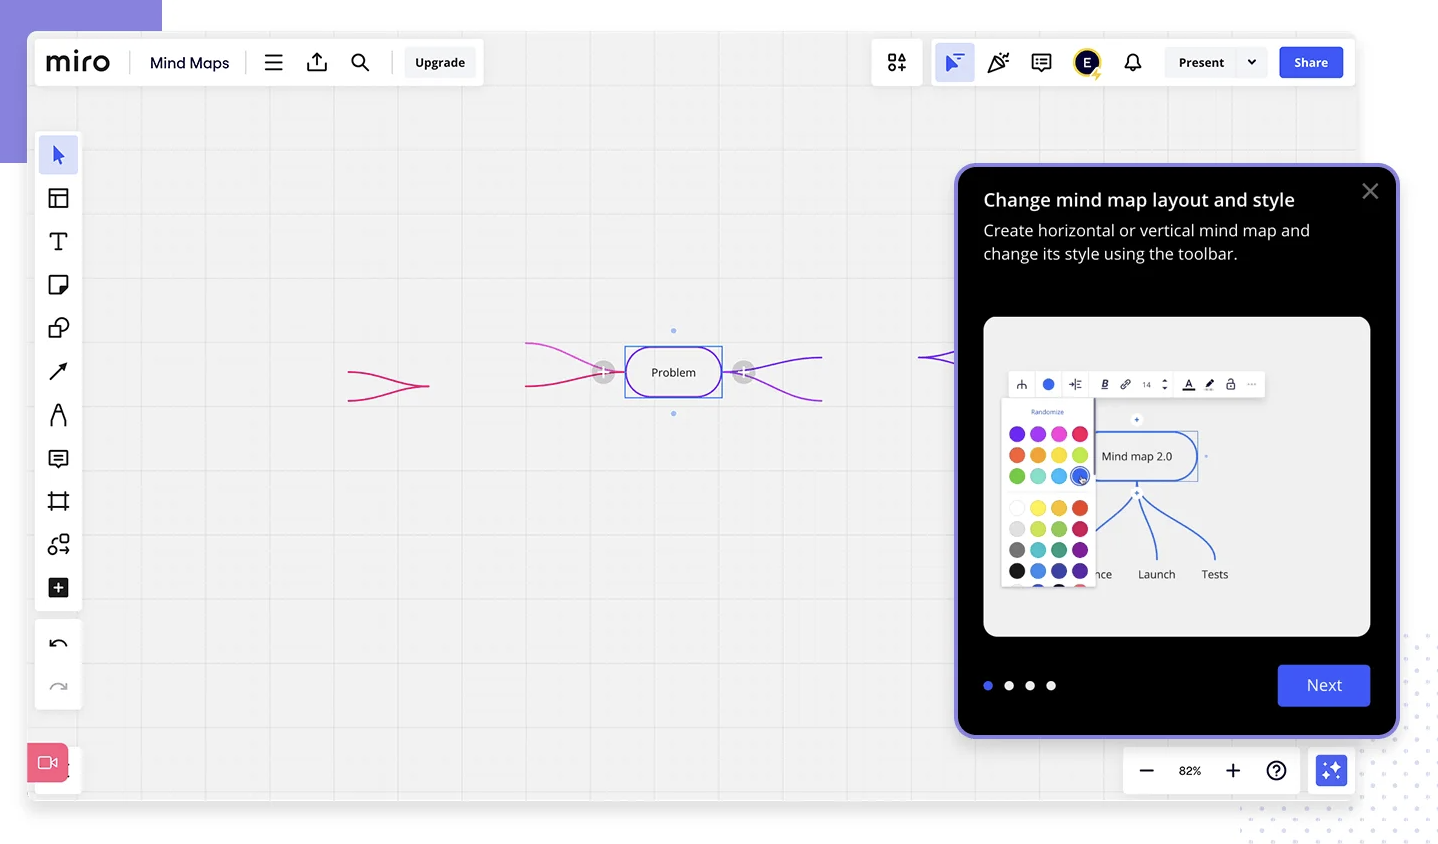 miro
Mind Maps
Upgrade
E
Present
Share
Change mind map layout and style
Create horizontal or vertical mind map and
change its style using the toolbar.
B
14
A
Randomize
Problem
Mind map 2.0
nce
Launch
Tests
Next
82%